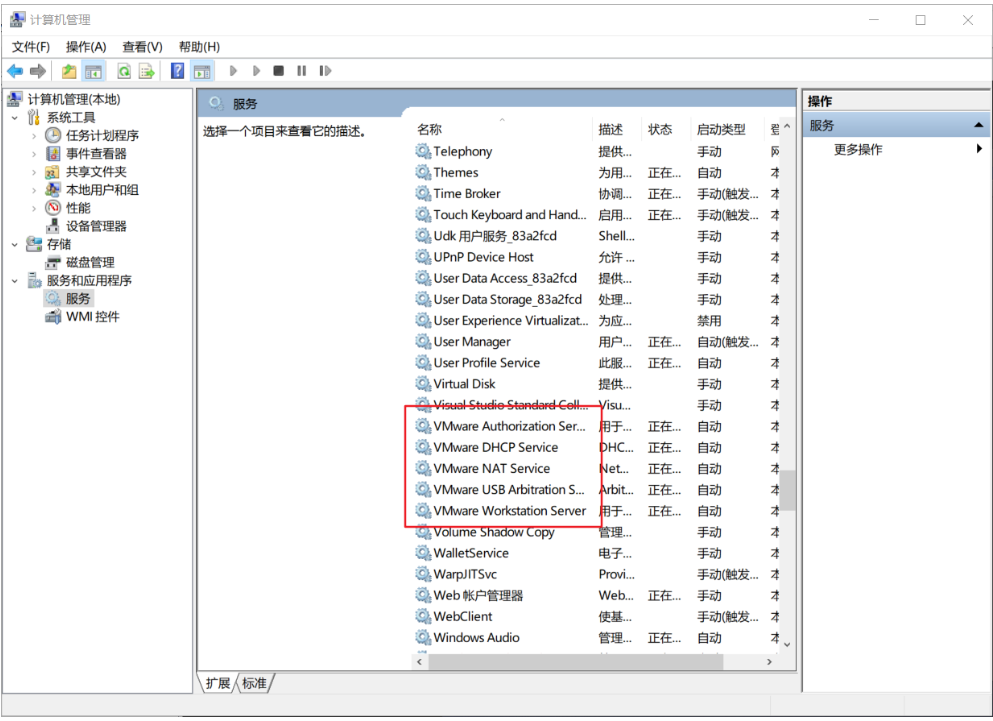 计算机管理
文件(F) 操作(A) 查看(V) 帮助(H)
计算机管理(本地)
系统工具
任务计划程序
事件查看器
共享文件夹
本地用户和组
性能
设备管理器
存储
磁盘管理
服务和应用程序
服务
WMI 控件
服务
选择一个项目来查看它的描述。
名称 描述 状态 启动类型 登
Telephony 提供... 手动 网
Themes 为用... 正在... 自动 本
Time Broker 协调... 正在... 手动(触发... 本
Touch Keyboard and Hand... 启用... 正在... 手动(触发... 本
Udk 用户服务_83a2fcd Shell... 手动 本
UPnP Device Host 允许 ... 手动 本
User Data Access_83a2fcd 提供... 手动 本
User Data Storage_83a2fcd 处理... 手动 本
User Experience Virtualizat... 为应... 禁用 本
User Manager 用户... 正在... 自动(触发... 本
User Profile Service 此服... 正在... 自动 本
Virtual Disk 提供... 手动 本
Visual Studio Standard Coll... Visu... 手动 本
VMware Authorization Ser... 用于... 正在... 自动 本
VMware DHCP Service DHC... 正在... 自动 本
VMware NAT Service Net... 正在... 自动 本
VMware USB Arbitration S... Arbit... 正在... 自动 本
VMware Workstation Server 用于... 正在... 自动 本
Volume Shadow Copy 管理... 手动 本
WalletService 电子... 手动 本
WarpJITSvc Provi... 手动(触发... 本
Web 帐户管理器 Web... 正在... 手动 本
WebClient 使基... 手动(触发... 本
Windows Audio 管理... 正在... 自动 本
扩展 标准
操作
服务
更多操作